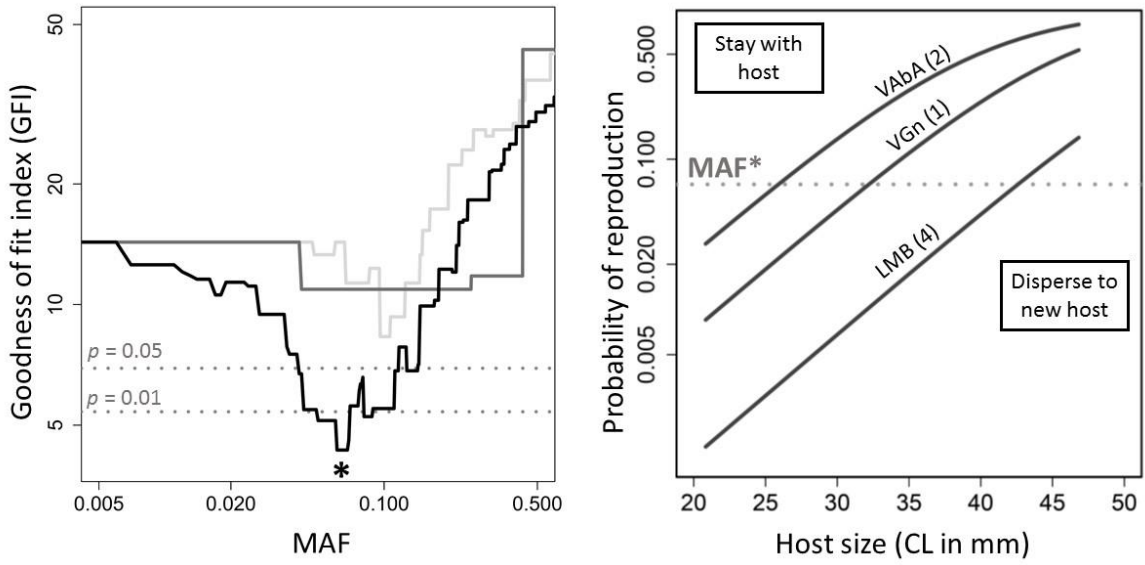 Goodness of fit index (GFI)
50
20
10
5
p = 0.05
p = 0.01
*
0.005
0.020
0.100
0.500
MAF
Probability of reproduction
0.500
0.100
0.020
0.005
Stay with
host
VAbA (2)
VGn (1)
MAF*
LMB (4)
Disperse to
new host
20
25
30
35
40
45
50
Host size (CL in mm)